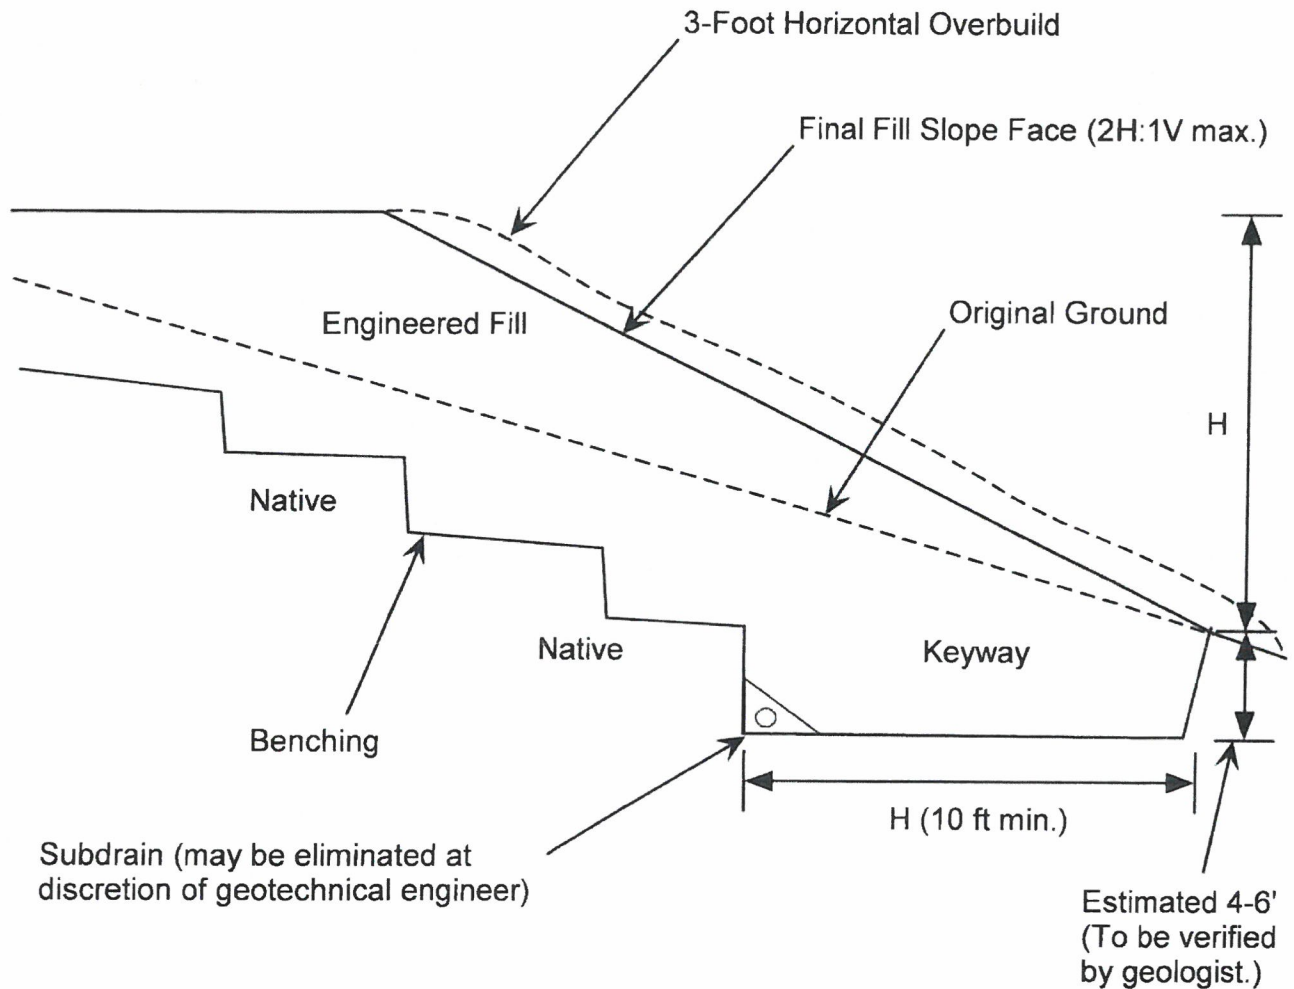 3-Foot Horizontal Overbuild
Final Fill Slope Face (2H:1V max.)
Engineered Fill
Original Ground
H
Native
Native
Keyway
Benching
H (10 ft min.)
Subdrain (may be eliminated at
discretion of geotechnical engineer)
Estimated 4-6'
(To be verified
by geologist.)